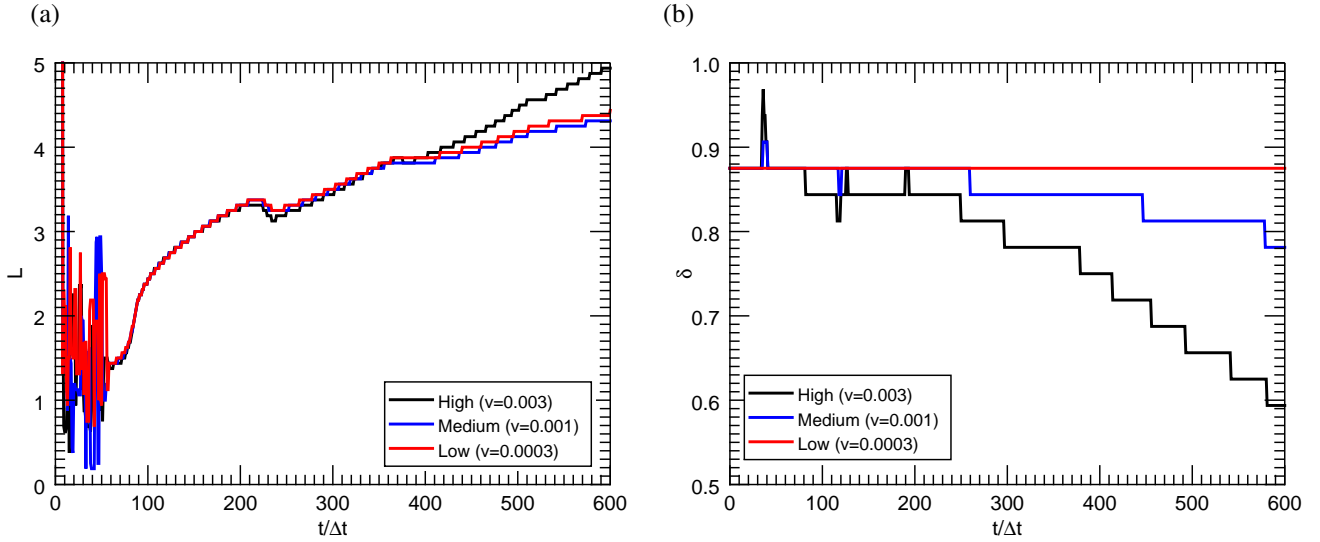 (a)
5
4
3
2
1
0
L
0 100 200 300 400 500 600
t/Δt
High (v=0.003)
Medium (v=0.001)
Low (v=0.0003)
(b)
1.0
0.9
0.8
0.7
0.6
0.5
δ
0 100 200 300 400 500 600
t/Δt
High (v=0.003)
Medium (v=0.001)
Low (v=0.0003)